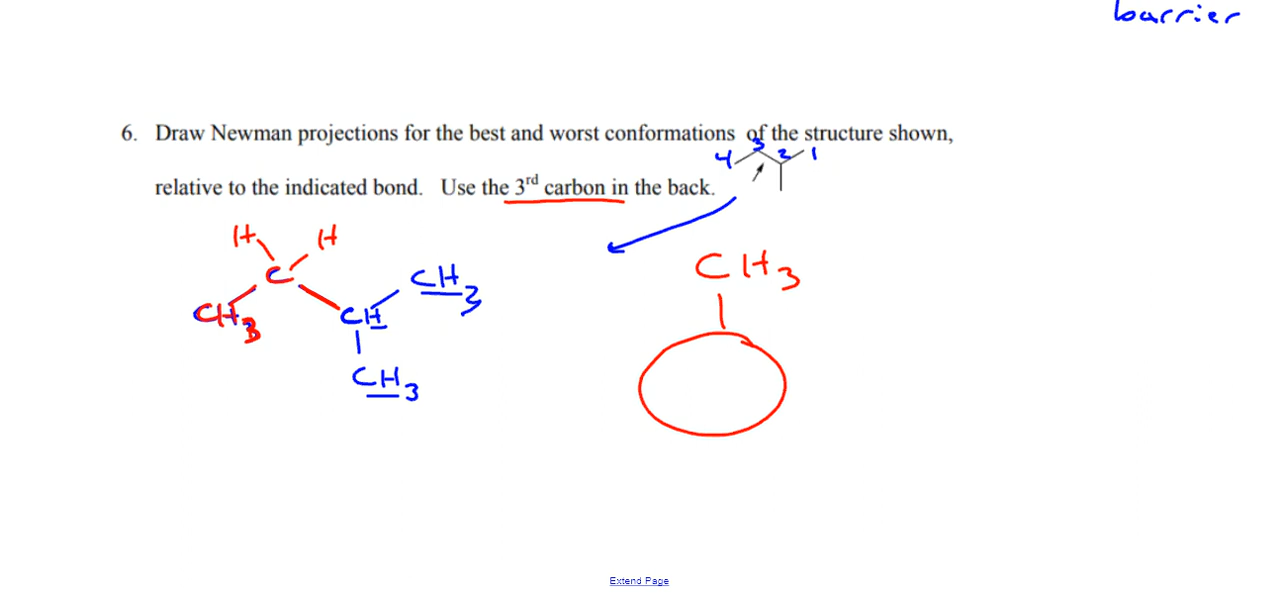 barrier
6. Draw Newman projections for the best and worst conformations of the structure shown,
4 3 2 1
relative to the indicated bond. Use the 3rd carbon in the back.
H H
C
CH3
CH3
CH
CH3
CH3
Extend Page